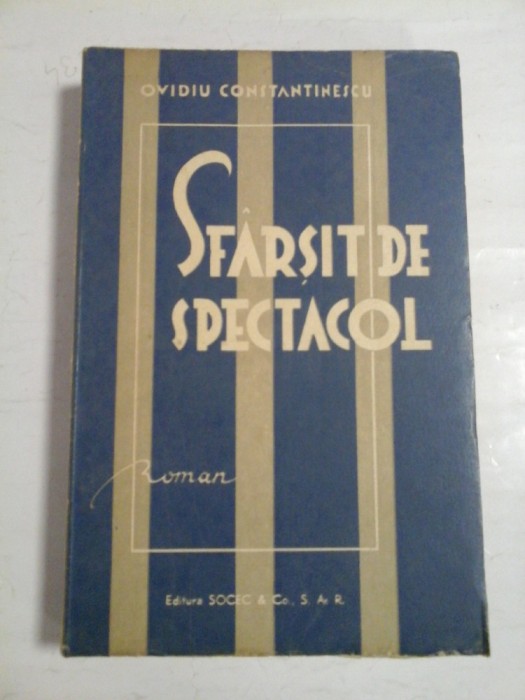 OVIDIU CONSTANTINESCU
SFÂRȘIT DE
SPECTACOL
Roman
Editura SOCEC & Co., S. A. R.